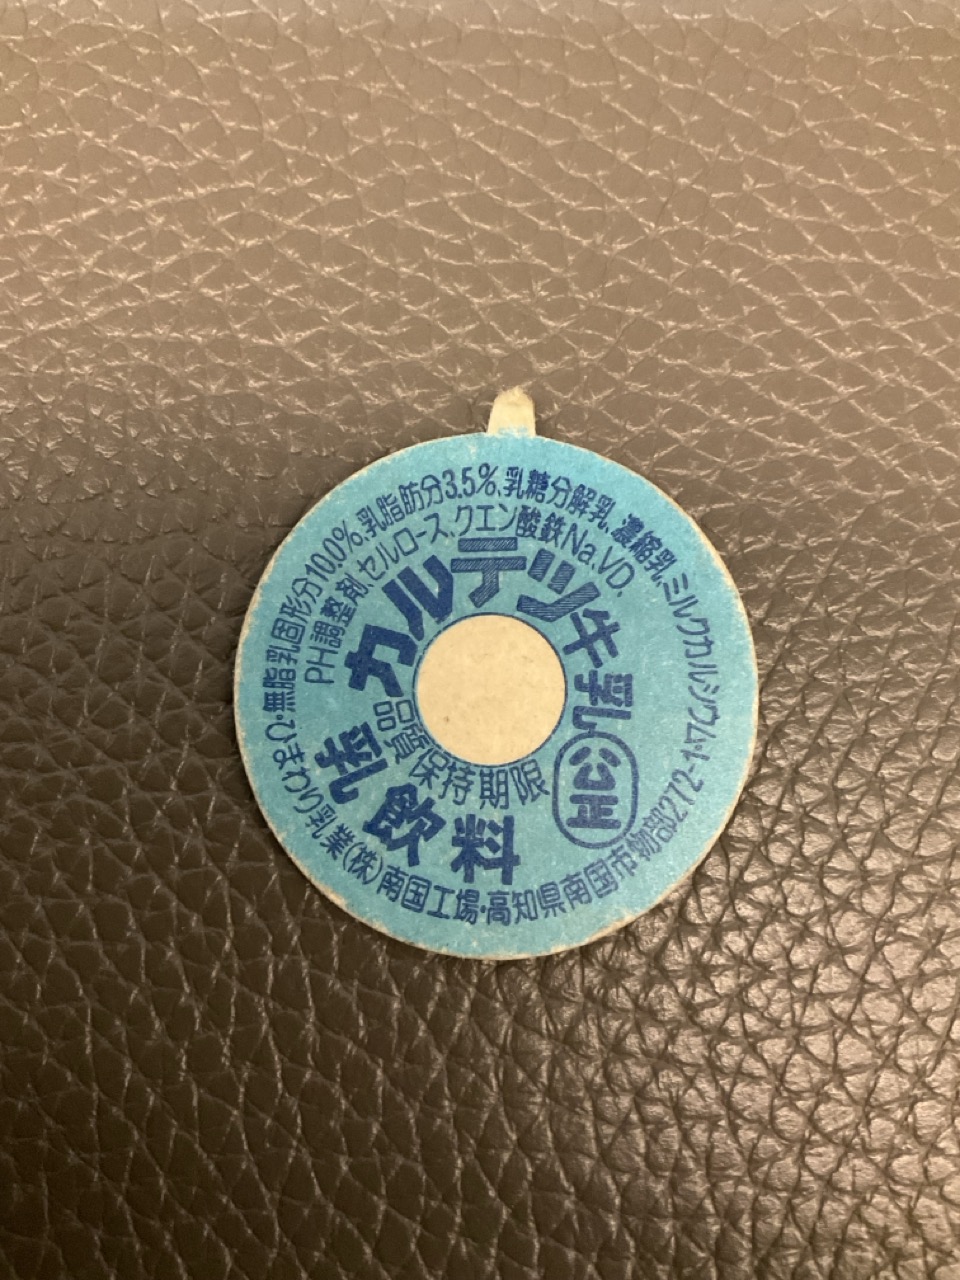 無脂乳固形分10.0%、乳脂肪分3.5%、乳糖分解乳、濃縮乳、ミルクカルシウム・
PH調整剤、セルロース、クエン酸鉄Na、VD、
カルテツ牛乳
公正
品質保持期限
乳飲料
ひまわり乳業(株)南国工場・高知県南国市物部272-1